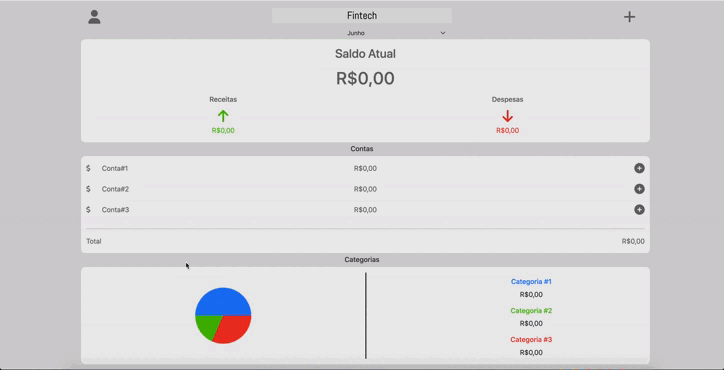 Fintech
Junho
Saldo Atual
R$0,00
Receitas Despesas
R$0,00 R$0,00
Contas
$ Conta#1 R$0,00
$ Conta#2 R$0,00
$ Conta#3 R$0,00
Total R$0,00
Categorias
Categoria #1
R$0,00
Categoria #2
R$0,00
Categoria #3
R$0,00